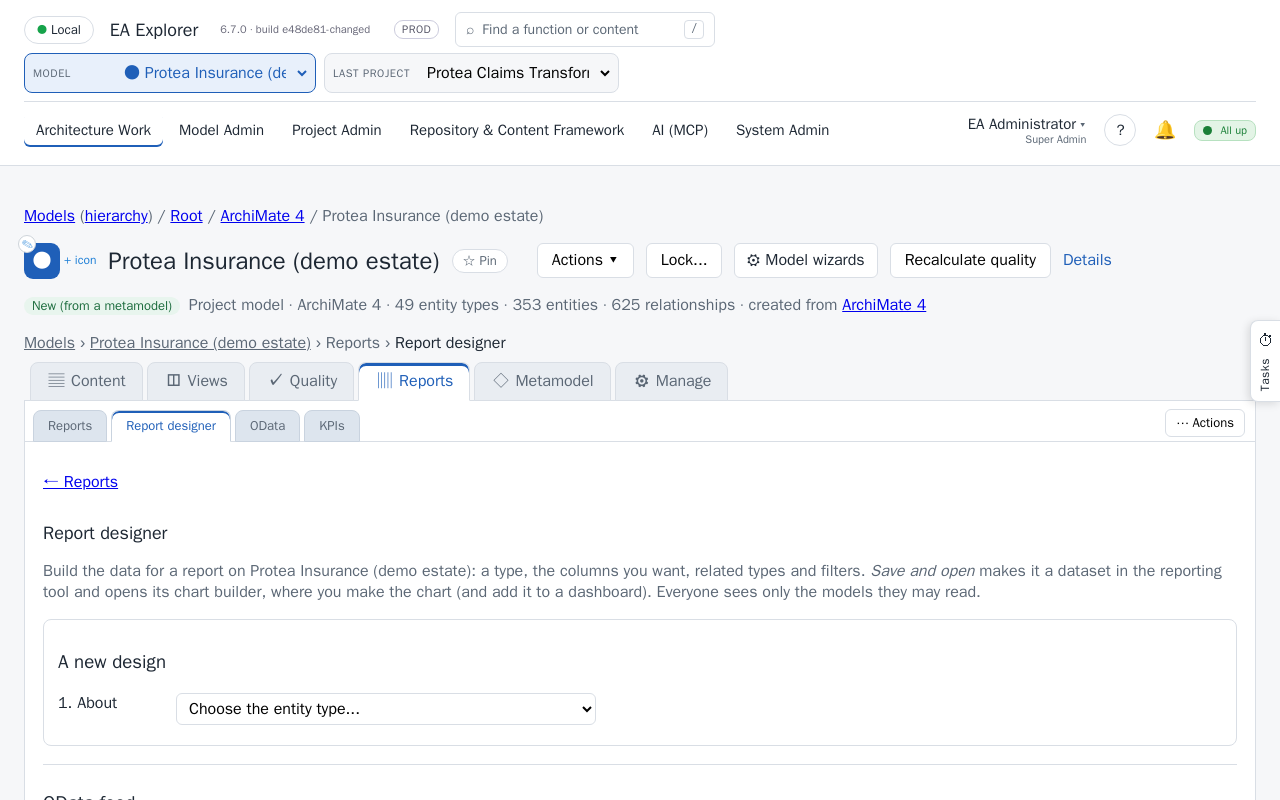 Local
EA Explorer
6.7.0 · build e48de81-changed
PROD
Find a function or content
/
MODEL
Protea Insurance (de
LAST PROJECT
Protea Claims Transfor
Architecture Work
Model Admin
Project Admin
Repository & Content Framework
AI (MCP)
System Admin
EA Administrator
Super Admin
?
All up
Models (hierarchy) / Root / ArchiMate 4 / Protea Insurance (demo estate)
+ icon
Protea Insurance (demo estate)
☆ Pin
Actions
Lock...
Model wizards
Recalculate quality
Details
New (from a metamodel)
Project model · ArchiMate 4 · 49 entity types · 353 entities · 625 relationships · created from ArchiMate 4
Models › Protea Insurance (demo estate) › Reports › Report designer
Tasks
Content
Views
Quality
Reports
Metamodel
Manage
Reports
Report designer
OData
KPIs
··· Actions
← Reports
Report designer
Build the data for a report on Protea Insurance (demo estate): a type, the columns you want, related types and filters. Save and open makes it a dataset in the reporting
tool and opens its chart builder, where you make the chart (and add it to a dashboard). Everyone sees only the models they may read.
A new design
1. About
Choose the entity type...
OData feed